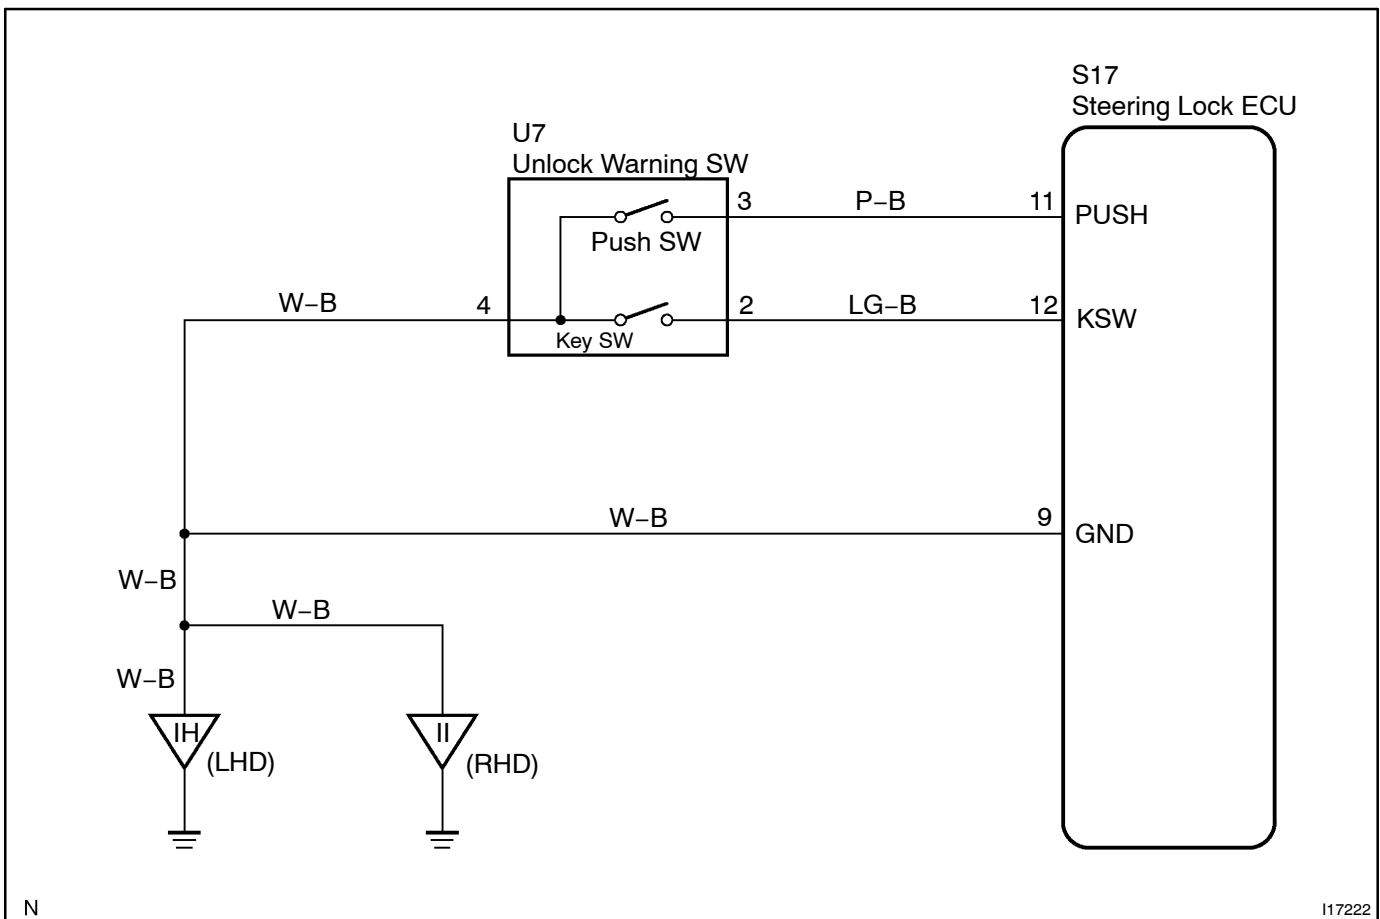 S17
Steering Lock ECU
U7
Unlock Warning SW
3
P–B
11
PUSH
Push SW
W–B
4
2
LG–B
12
KSW
Key SW
W–B
9
GND
W–B
W–B
W–B
IH
(LHD)
II
(RHD)
N
I17222